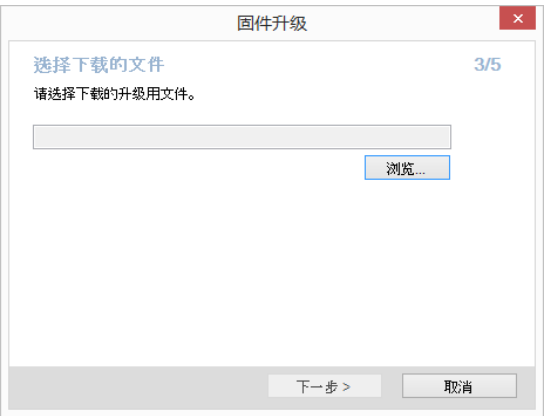 固件升级
选择下载的文件 3/5
请选择下载的升级用文件。
浏览...
下一步 > 取消